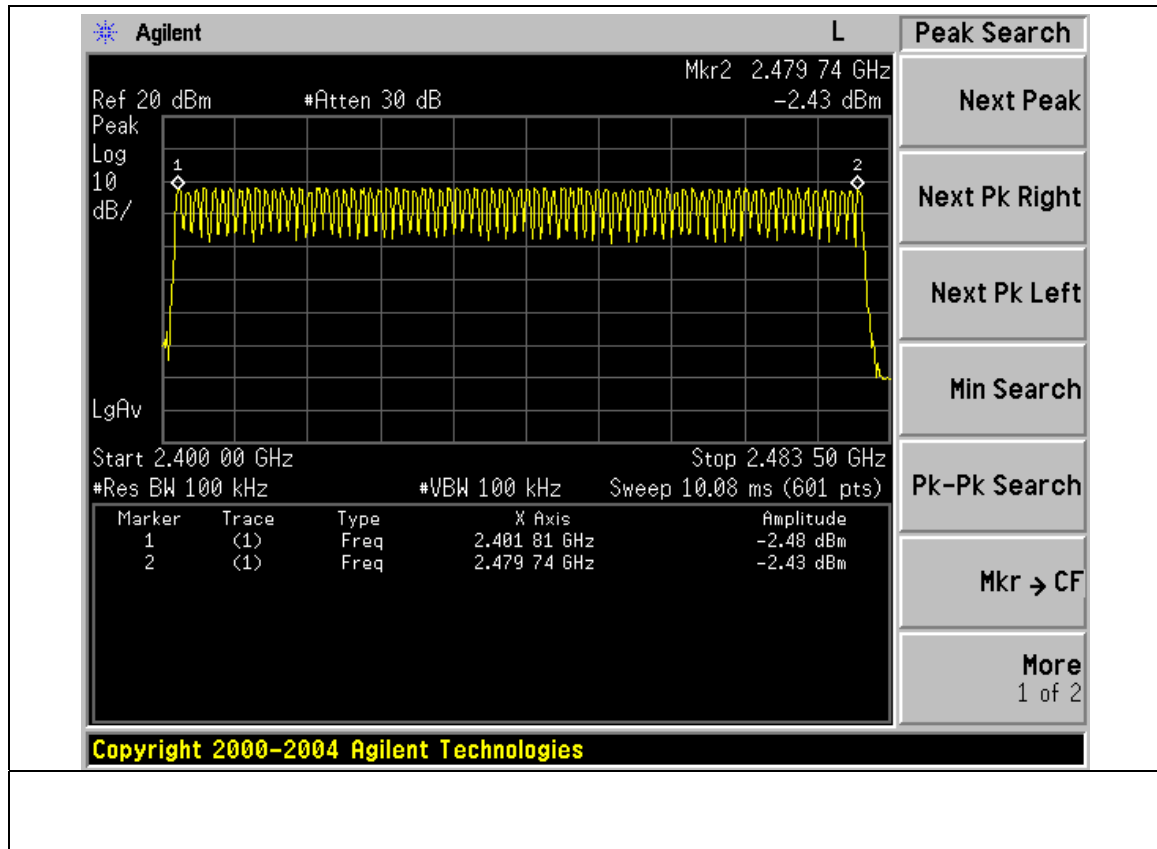 Agilent L Peak Search
Mkr2 2.479 74 GHz
Ref 20 dBm #Atten 30 dB -2.43 dBm
Peak
Log
10
dB/
1
2
LgAv
Start 2.400 00 GHz Stop 2.483 50 GHz
#Res BW 100 kHz #VBW 100 kHz Sweep 10.08 ms (601 pts)
Marker Trace Type X Axis Amplitude
1 (1) Freq 2.401 81 GHz -2.48 dBm
2 (1) Freq 2.479 74 GHz -2.43 dBm
Next Peak
Next Pk Right
Next Pk Left
Min Search
Pk-Pk Search
Mkr → CF
More
1 of 2
Copyright 2000-2004 Agilent Technologies